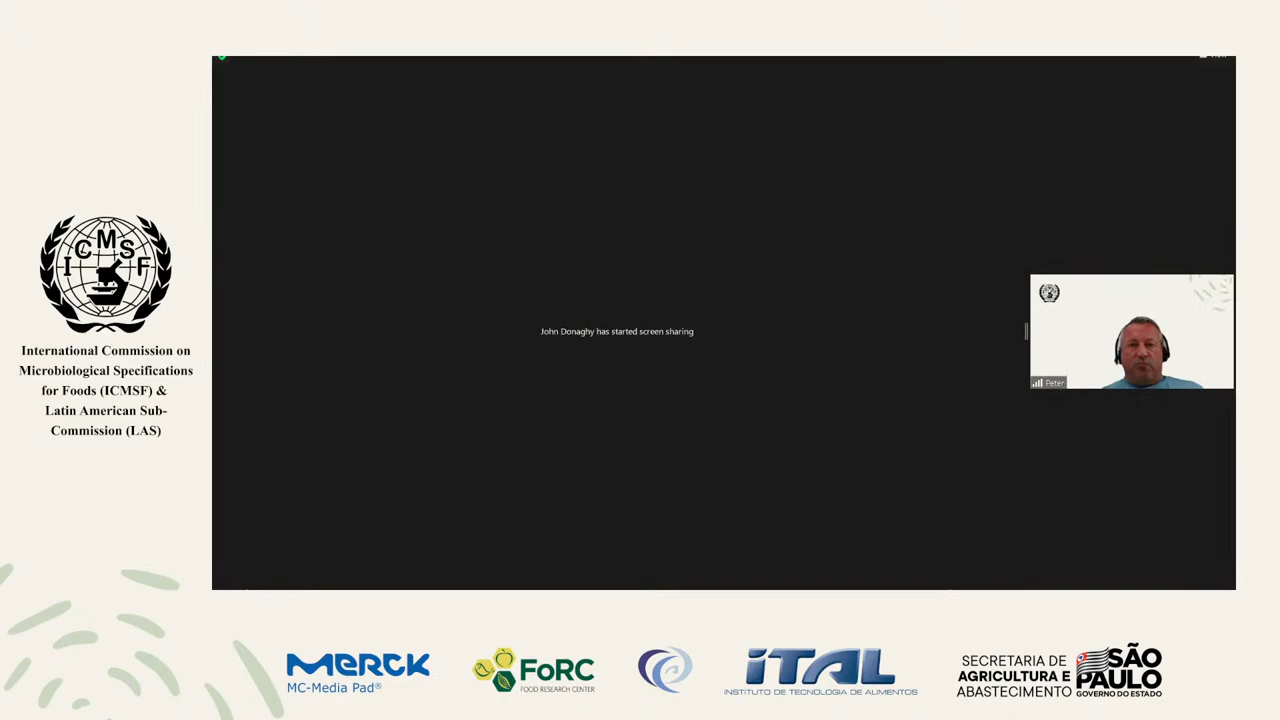 ICMSF
International Commission on
Microbiological Specifications
for Foods (ICMSF) &
Latin American Sub-
Commission (LAS)
John Donaghy has started screen sharing
Peter
MERCK
MC-Media Pad®
FoRC
FOOD RESEARCH CENTER
iTAL
INSTITUTO DE TECNOLOGIA DE ALIMENTOS
SECRETARIA DE
AGRICULTURA E
ABASTECIMENTO
SÃO
PAULO
GOVERNO DO ESTADO